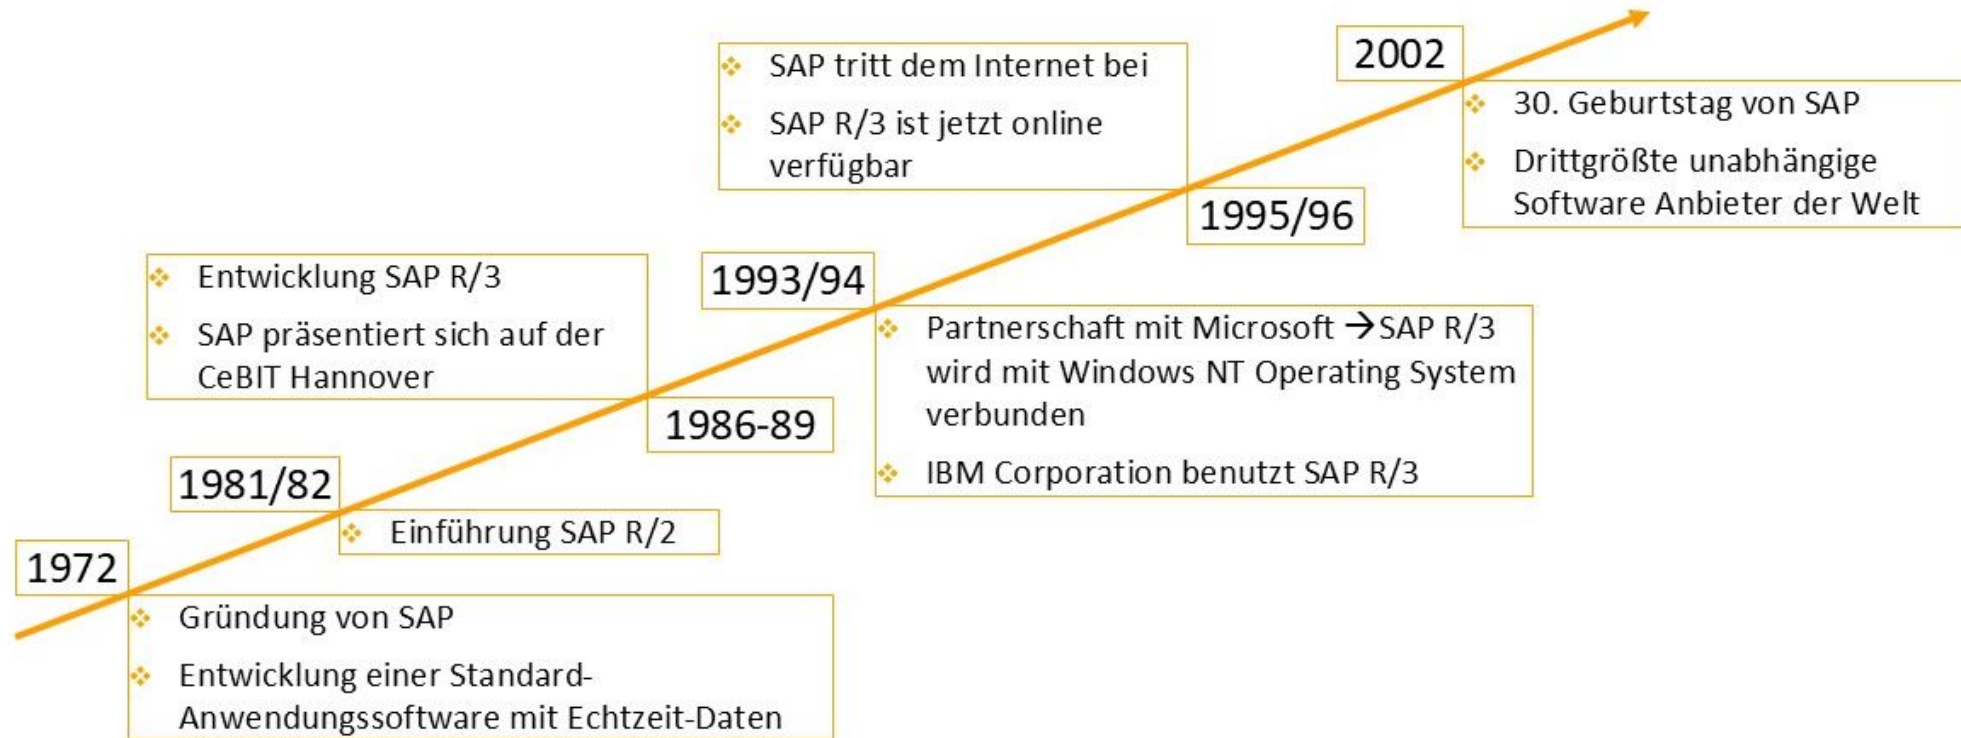 1972
❖ Gründung von SAP
❖ Entwicklung einer Standard-
Anwendungssoftware mit Echtzeit-Daten
1981/82
❖ Einführung SAP R/2
1986-89
❖ Entwicklung SAP R/3
❖ SAP präsentiert sich auf der
CeBIT Hannover
1993/94
❖ Partnerschaft mit Microsoft →SAP R/3
wird mit Windows NT Operating System
verbunden
❖ IBM Corporation benutzt SAP R/3
1995/96
❖ SAP tritt dem Internet bei
❖ SAP R/3 ist jetzt online
verfügbar
2002
❖ 30. Geburtstag von SAP
❖ Drittgrößte unabhängige
Software Anbieter der Welt